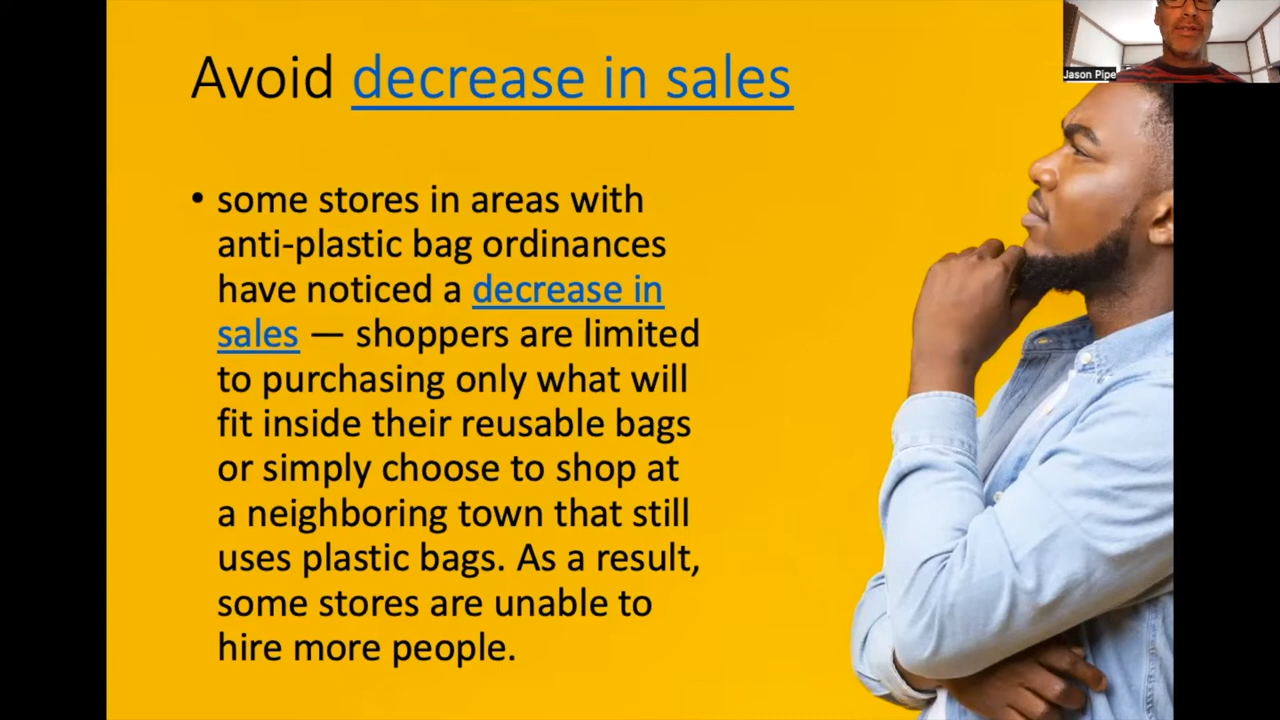 Avoid decrease in sales
• some stores in areas with
anti-plastic bag ordinances
have noticed a decrease in
sales — shoppers are limited
to purchasing only what will
fit inside their reusable bags
or simply choose to shop at
a neighboring town that still
uses plastic bags. As a result,
some stores are unable to
hire more people.
Jason Pipe